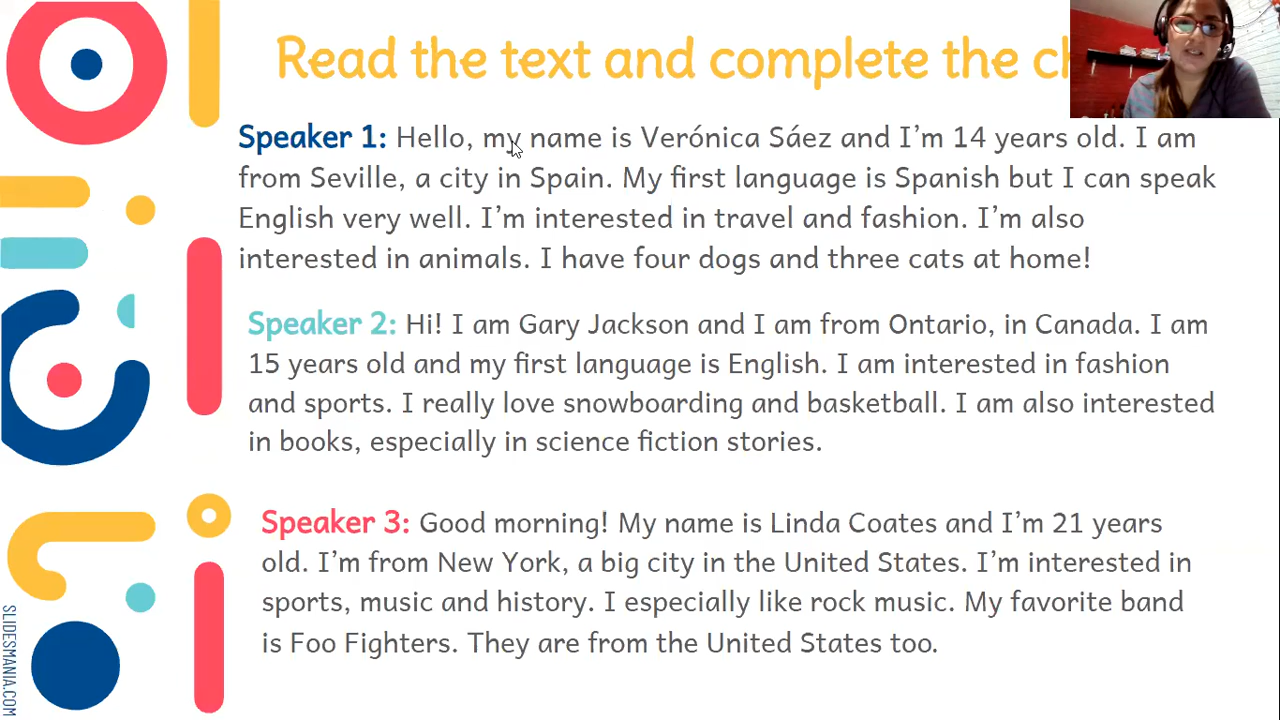 Read the text and complete the
Speaker 1: Hello, my name is Verónica Sáez and I'm 14 years old. I am
from Seville, a city in Spain. My first language is Spanish but I can speak
English very well. I'm interested in travel and fashion. I'm also
interested in animals. I have four dogs and three cats at home!
Speaker 2: Hi! I am Gary Jackson and I am from Ontario, in Canada. I am
15 years old and my first language is English. I am interested in fashion
and sports. I really love snowboarding and basketball. I am also interested
in books, especially in science fiction stories.
Speaker 3: Good morning! My name is Linda Coates and I'm 21 years
old. I'm from New York, a big city in the United States. I'm interested in
sports, music and history. I especially like rock music. My favorite band
is Foo Fighters. They are from the United States too.
SLIDESMANIA.COM